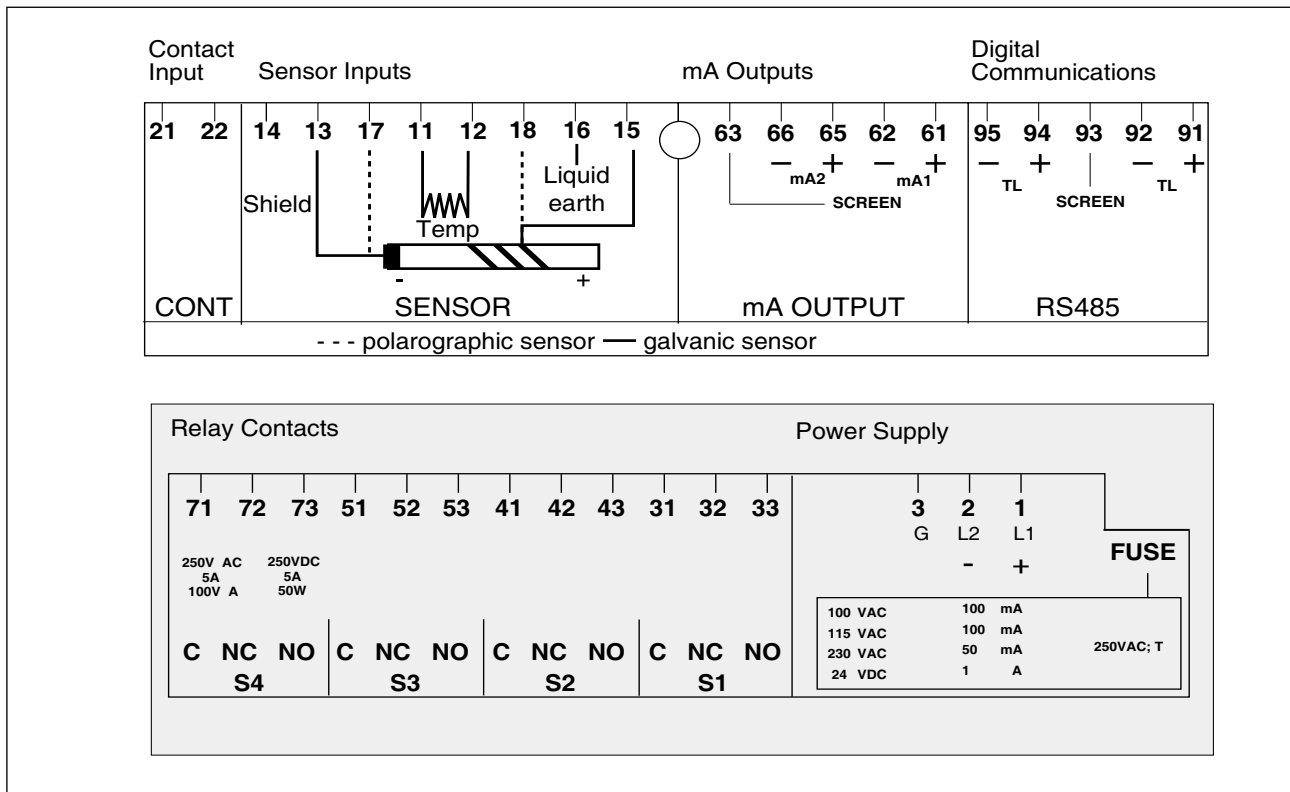 Contact Input
Sensor Inputs
mA Outputs
Digital Communications
21 22 14 13 17 11 12 18 16 15 63 66 65 62 61 95 94 93 92 91
− + − + − + − +
mA2 mA1 TL TL
Shield
Temp
Liquid earth
SCREEN
SCREEN
- +
CONT SENSOR mA OUTPUT RS485
- - - polarographic sensor — galvanic sensor
Relay Contacts
Power Supply
71 72 73 51 52 53 41 42 43 31 32 33 3 2 1
G L2 L1
- +
FUSE
250V AC 250VDC
5A 5A
100V A 50W
100 VAC 100 mA
115 VAC 100 mA
230 VAC 50 mA
24 VDC 1 A
250VAC; T
C NC NO C NC NO C NC NO C NC NO
S4 S3 S2 S1